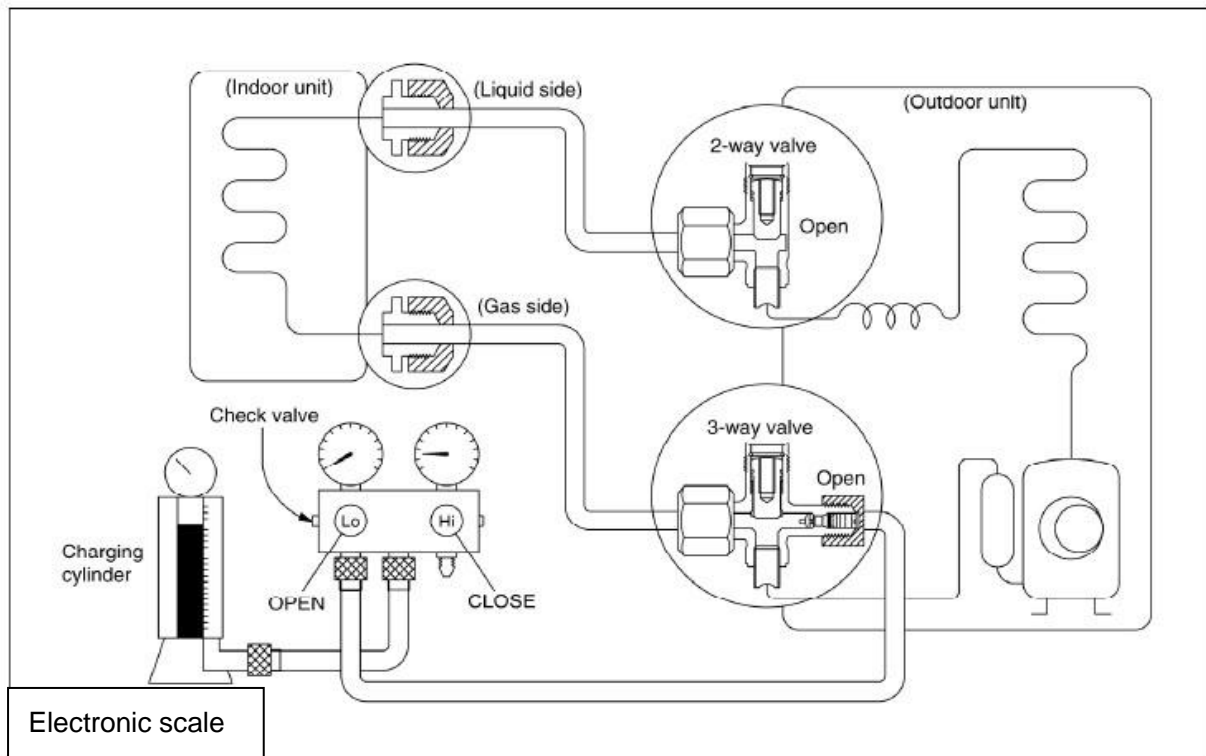 (Indoor unit)
(Liquid side)
(Outdoor unit)
2-way valve
Open
(Gas side)
Check valve
3-way valve
Open
Lo
Hi
Charging
cylinder
OPEN
CLOSE
Electronic scale